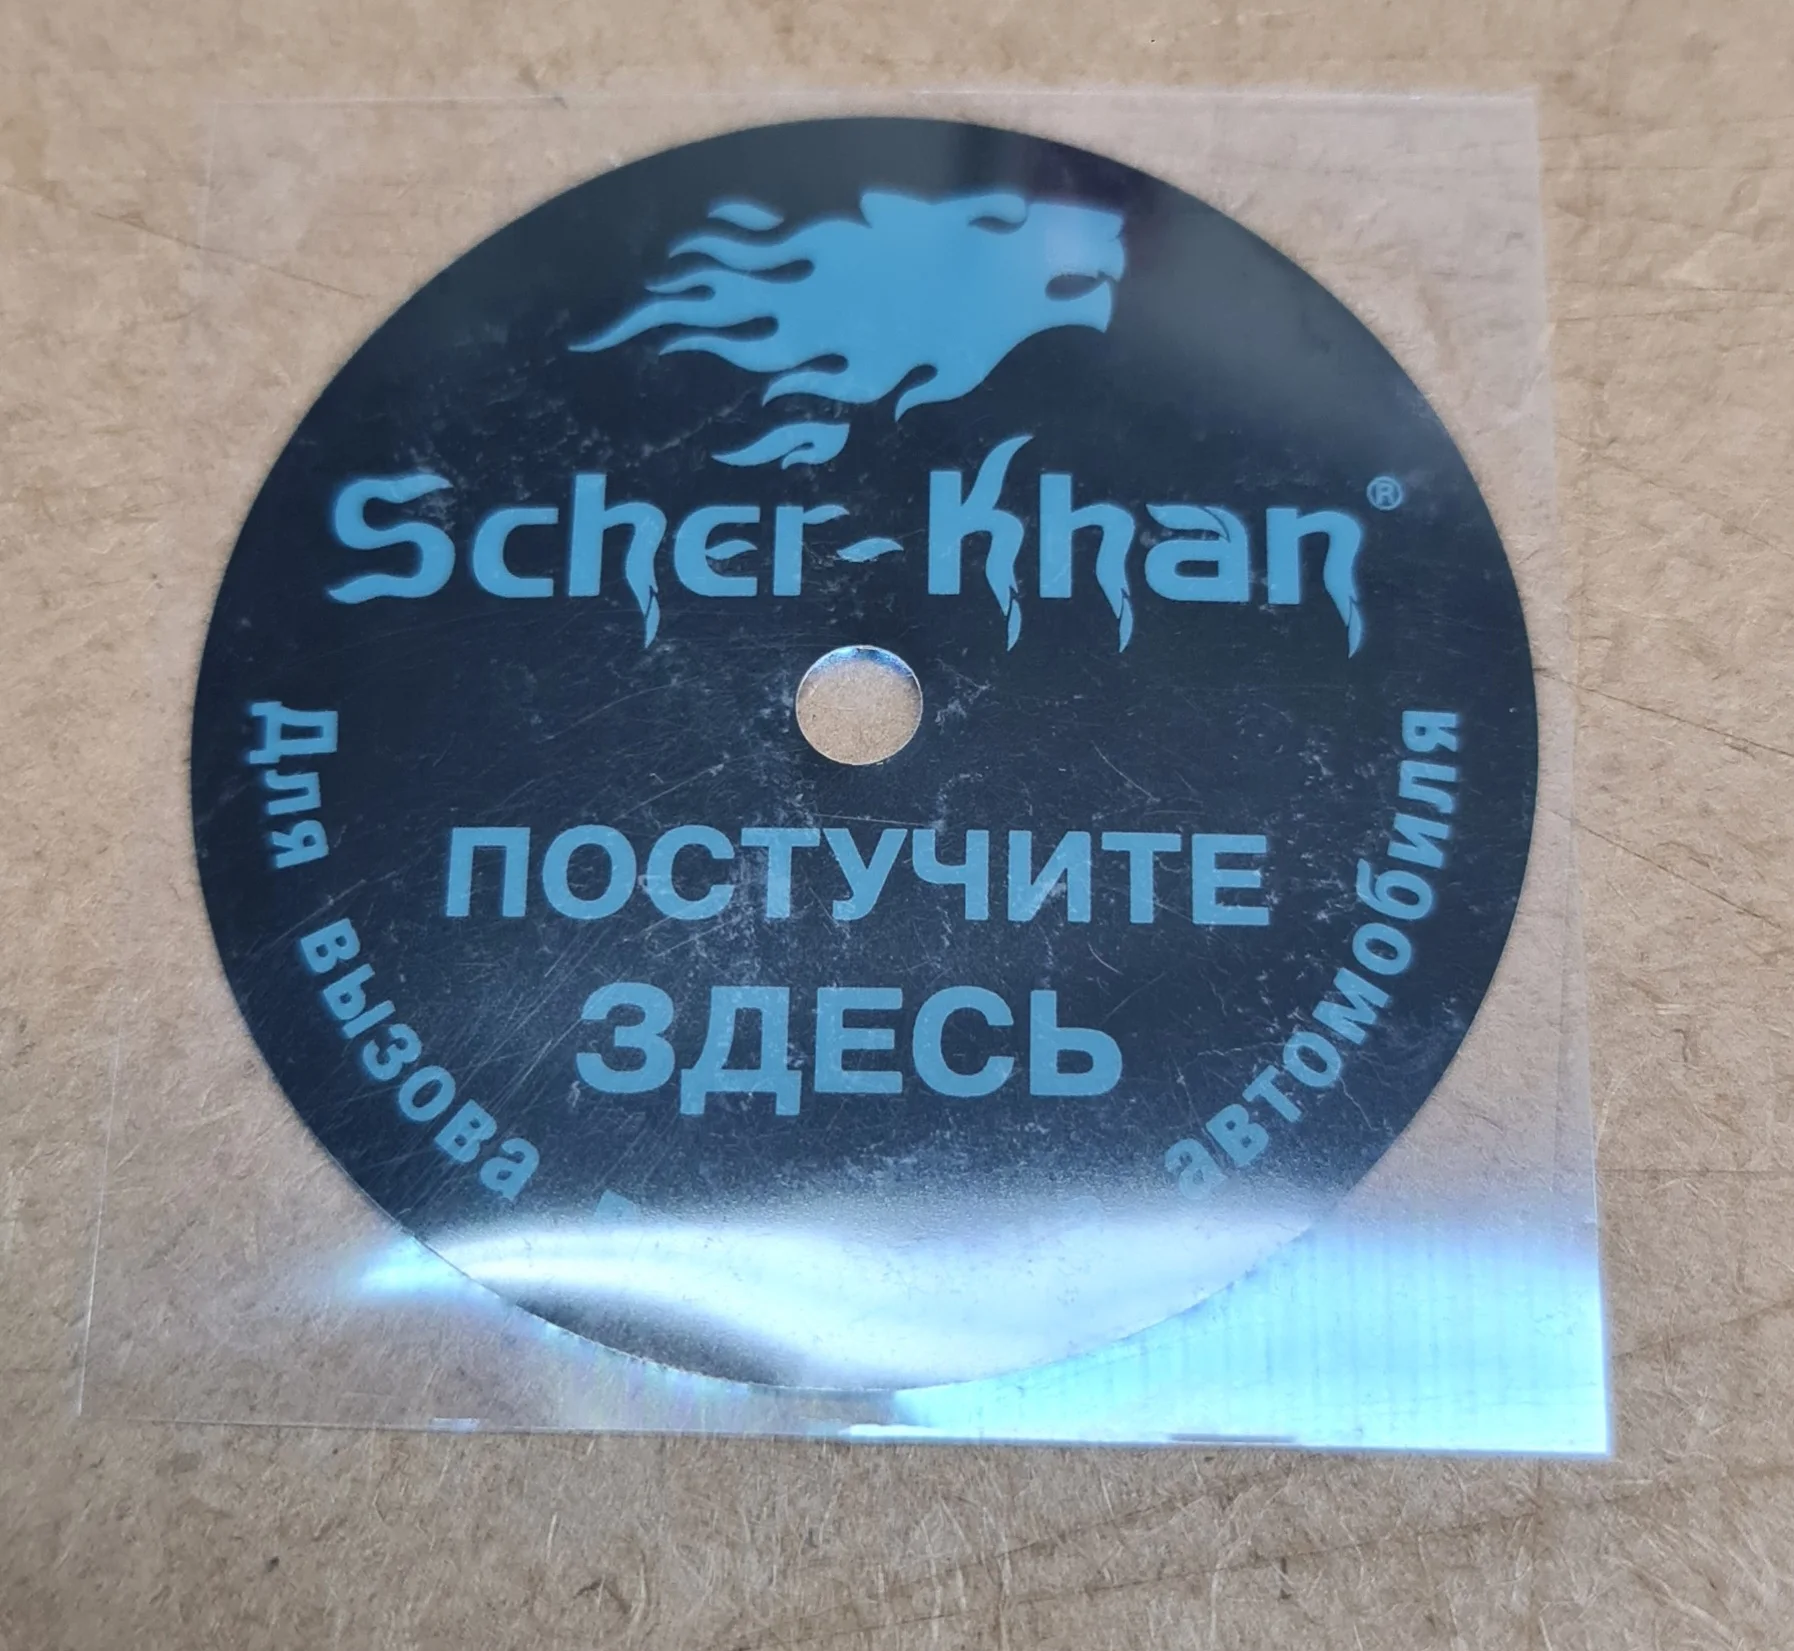 Scher-Khan®
ПОСТУЧИТЕ
ЗДЕСЬ
Для вызова автомобиля